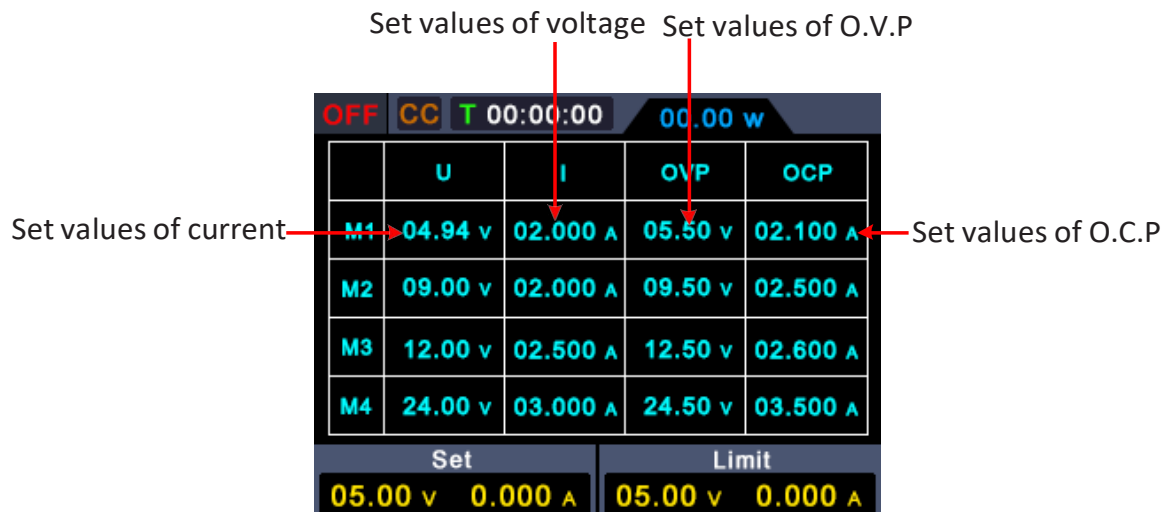 Set values of voltage Set values of O.V.P
OFF CC T 00:00:00 00.00 W
U I OVP OCP
Set values of current M1 04.94 V 02.000 A 05.50 V 02.100 A Set values of O.C.P
M2 09.00 V 02.000 A 09.50 V 02.500 A
M3 12.00 V 02.500 A 12.50 V 02.600 A
M4 24.00 V 03.000 A 24.50 V 03.500 A
Set Limit
05.00 V 0.000 A 05.00 V 0.000 A